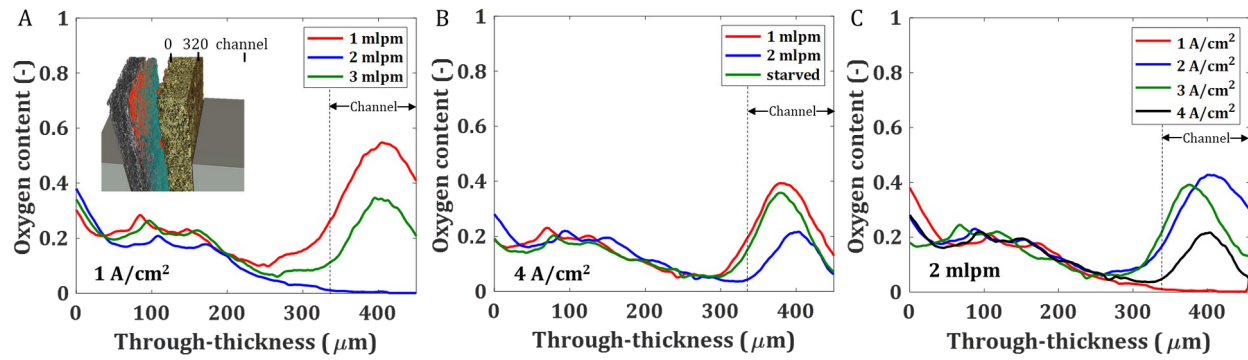 A
Oxygen content (-)
1
0.8
0.6
0.4
0.2
0
0 320 channel
1 mlpm
2 mlpm
3 mlpm
Channel
1 A/cm²
0 100 200 300 400
Through-thickness (μm)
B
Oxygen content (-)
1
0.8
0.6
0.4
0.2
0
1 mlpm
2 mlpm
starved
Channel
4 A/cm²
0 100 200 300 400
Through-thickness (μm)
C
Oxygen content (-)
1
0.8
0.6
0.4
0.2
0
1 A/cm²
2 A/cm²
3 A/cm²
4 A/cm²
Channel
2 mlpm
0 100 200 300 400
Through-thickness (μm)